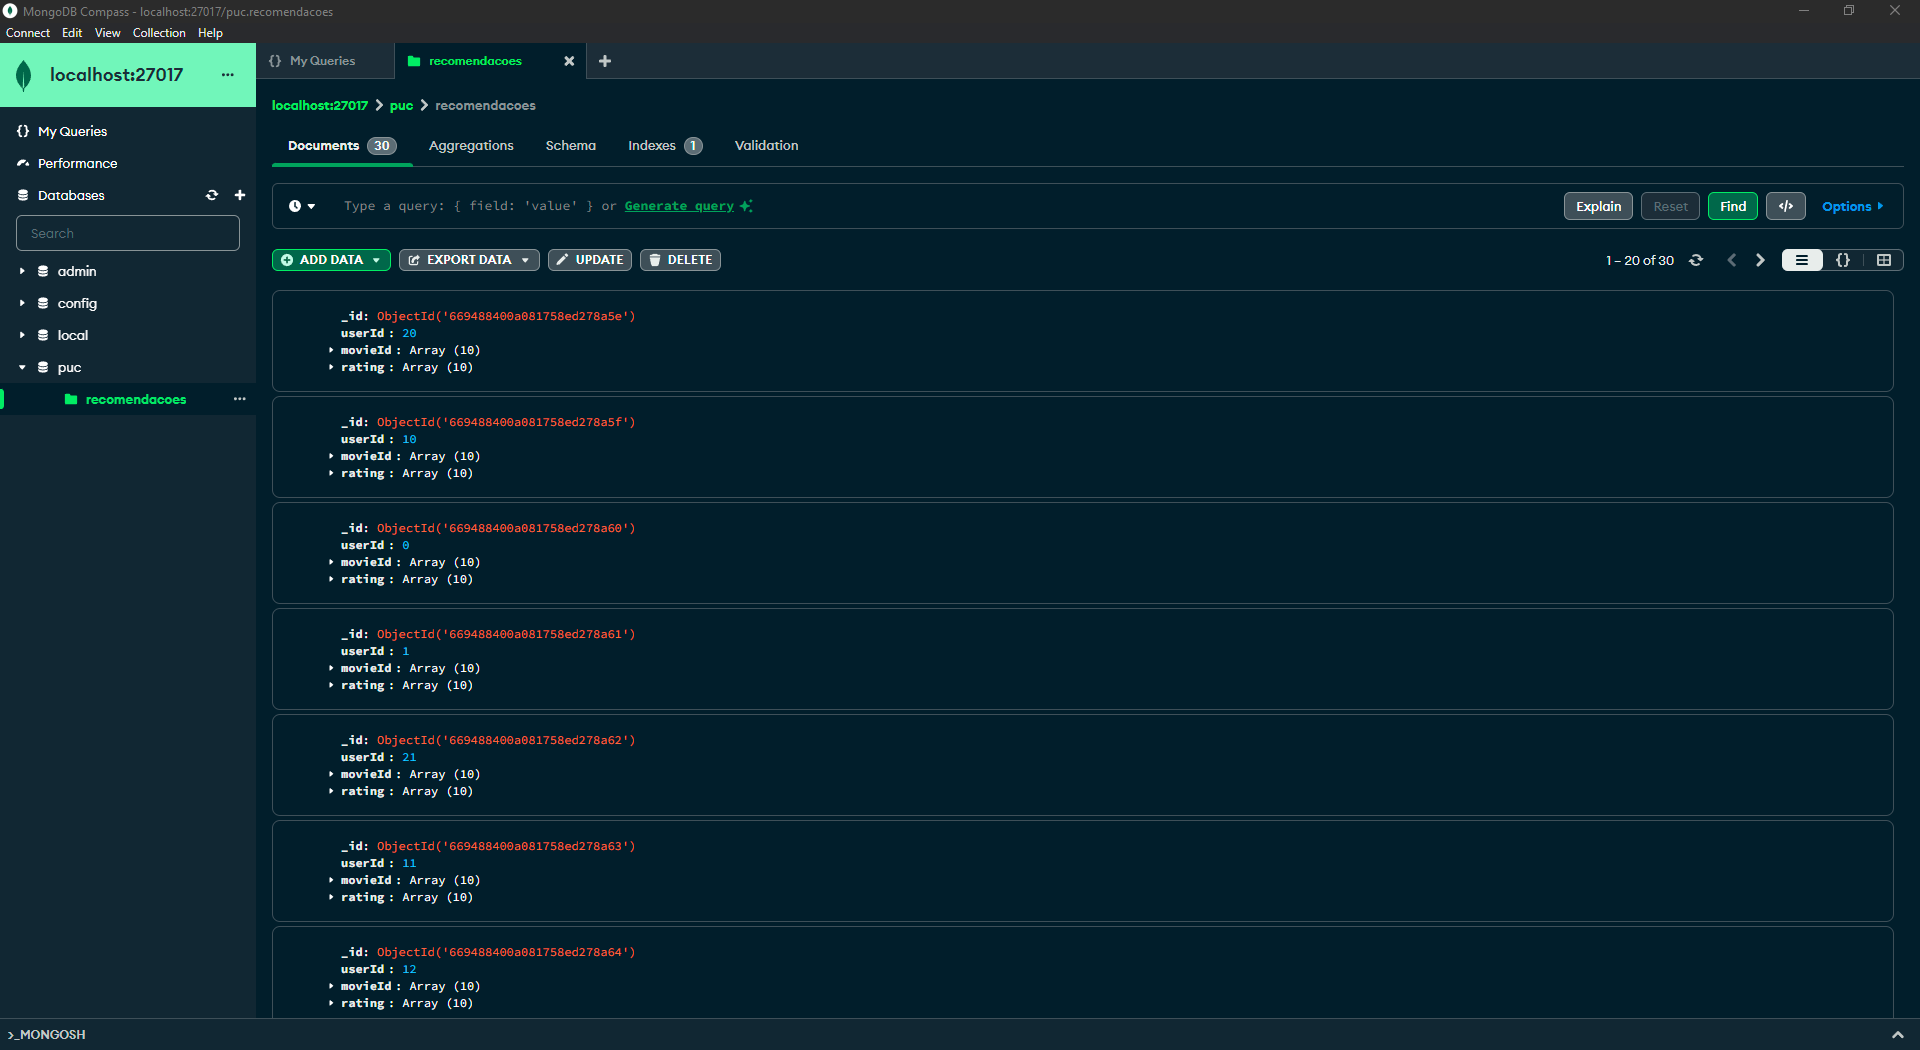 MongoDB Compass - localhost:27017/puc.recomendacoes
Connect Edit View Collection Help
localhost:27017
My Queries
Performance
Databases
Search
admin
config
local
puc
recomendacoes
My Queries
recomendacoes
localhost:27017 puc recomendacoes
Documents 30 Aggregations Schema Indexes 1 Validation
Type a query: { field: 'value' } or Generate query
Explain Reset Find </> Options
ADD DATA EXPORT DATA UPDATE DELETE
1 – 20 of 30
_id: ObjectId('669488400a081758ed278a5e')
userId : 20
movieId : Array (10)
rating : Array (10)
_id: ObjectId('669488400a081758ed278a5f')
userId : 10
movieId : Array (10)
rating : Array (10)
_id: ObjectId('669488400a081758ed278a60')
userId : 0
movieId : Array (10)
rating : Array (10)
_id: ObjectId('669488400a081758ed278a61')
userId : 1
movieId : Array (10)
rating : Array (10)
_id: ObjectId('669488400a081758ed278a62')
userId : 21
movieId : Array (10)
rating : Array (10)
_id: ObjectId('669488400a081758ed278a63')
userId : 11
movieId : Array (10)
rating : Array (10)
_id: ObjectId('669488400a081758ed278a64')
userId : 12
movieId : Array (10)
rating : Array (10)
>_MONGOSH